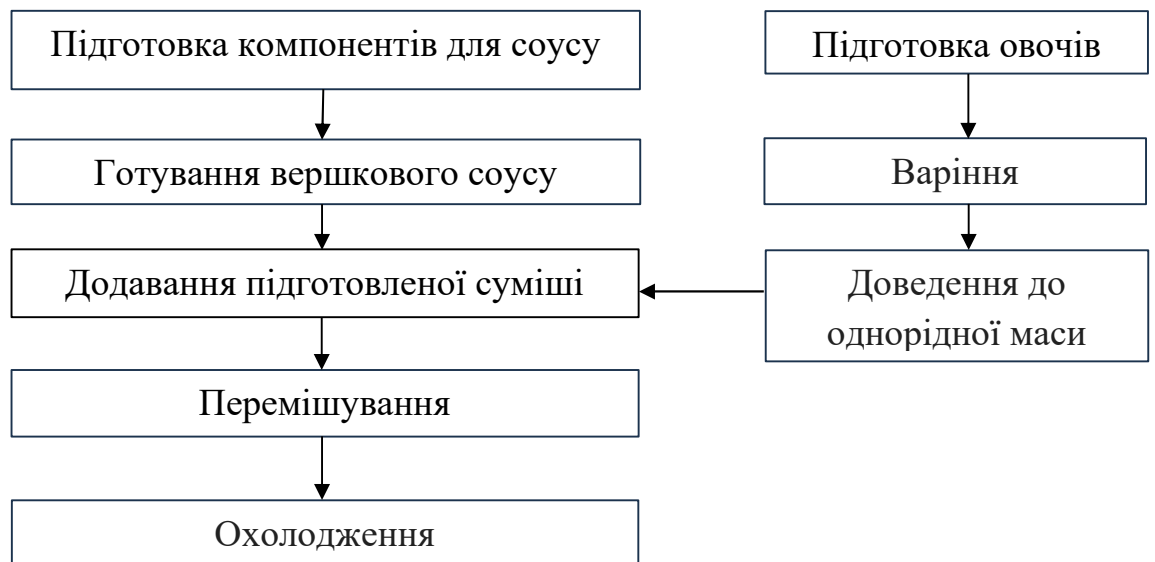 Підготовка компонентів для соусу
Готування вершкового соусу
Додавання підготовленої суміші
Перемішування
Охолодження
Підготовка овочів
Варіння
Доведення до
однорідної маси